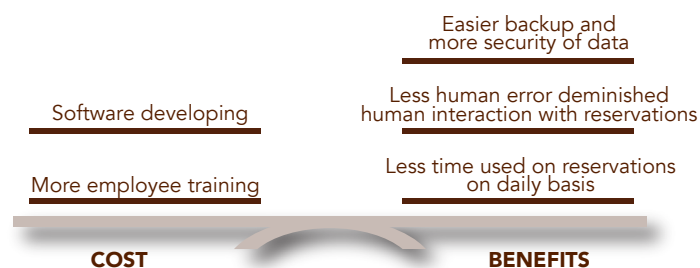 Software developing
More employee training
COST
Easier backup and
more security of data
Less human error deminished
human interaction with reservations
Less time used on reservations
on daily basis
BENEFITS